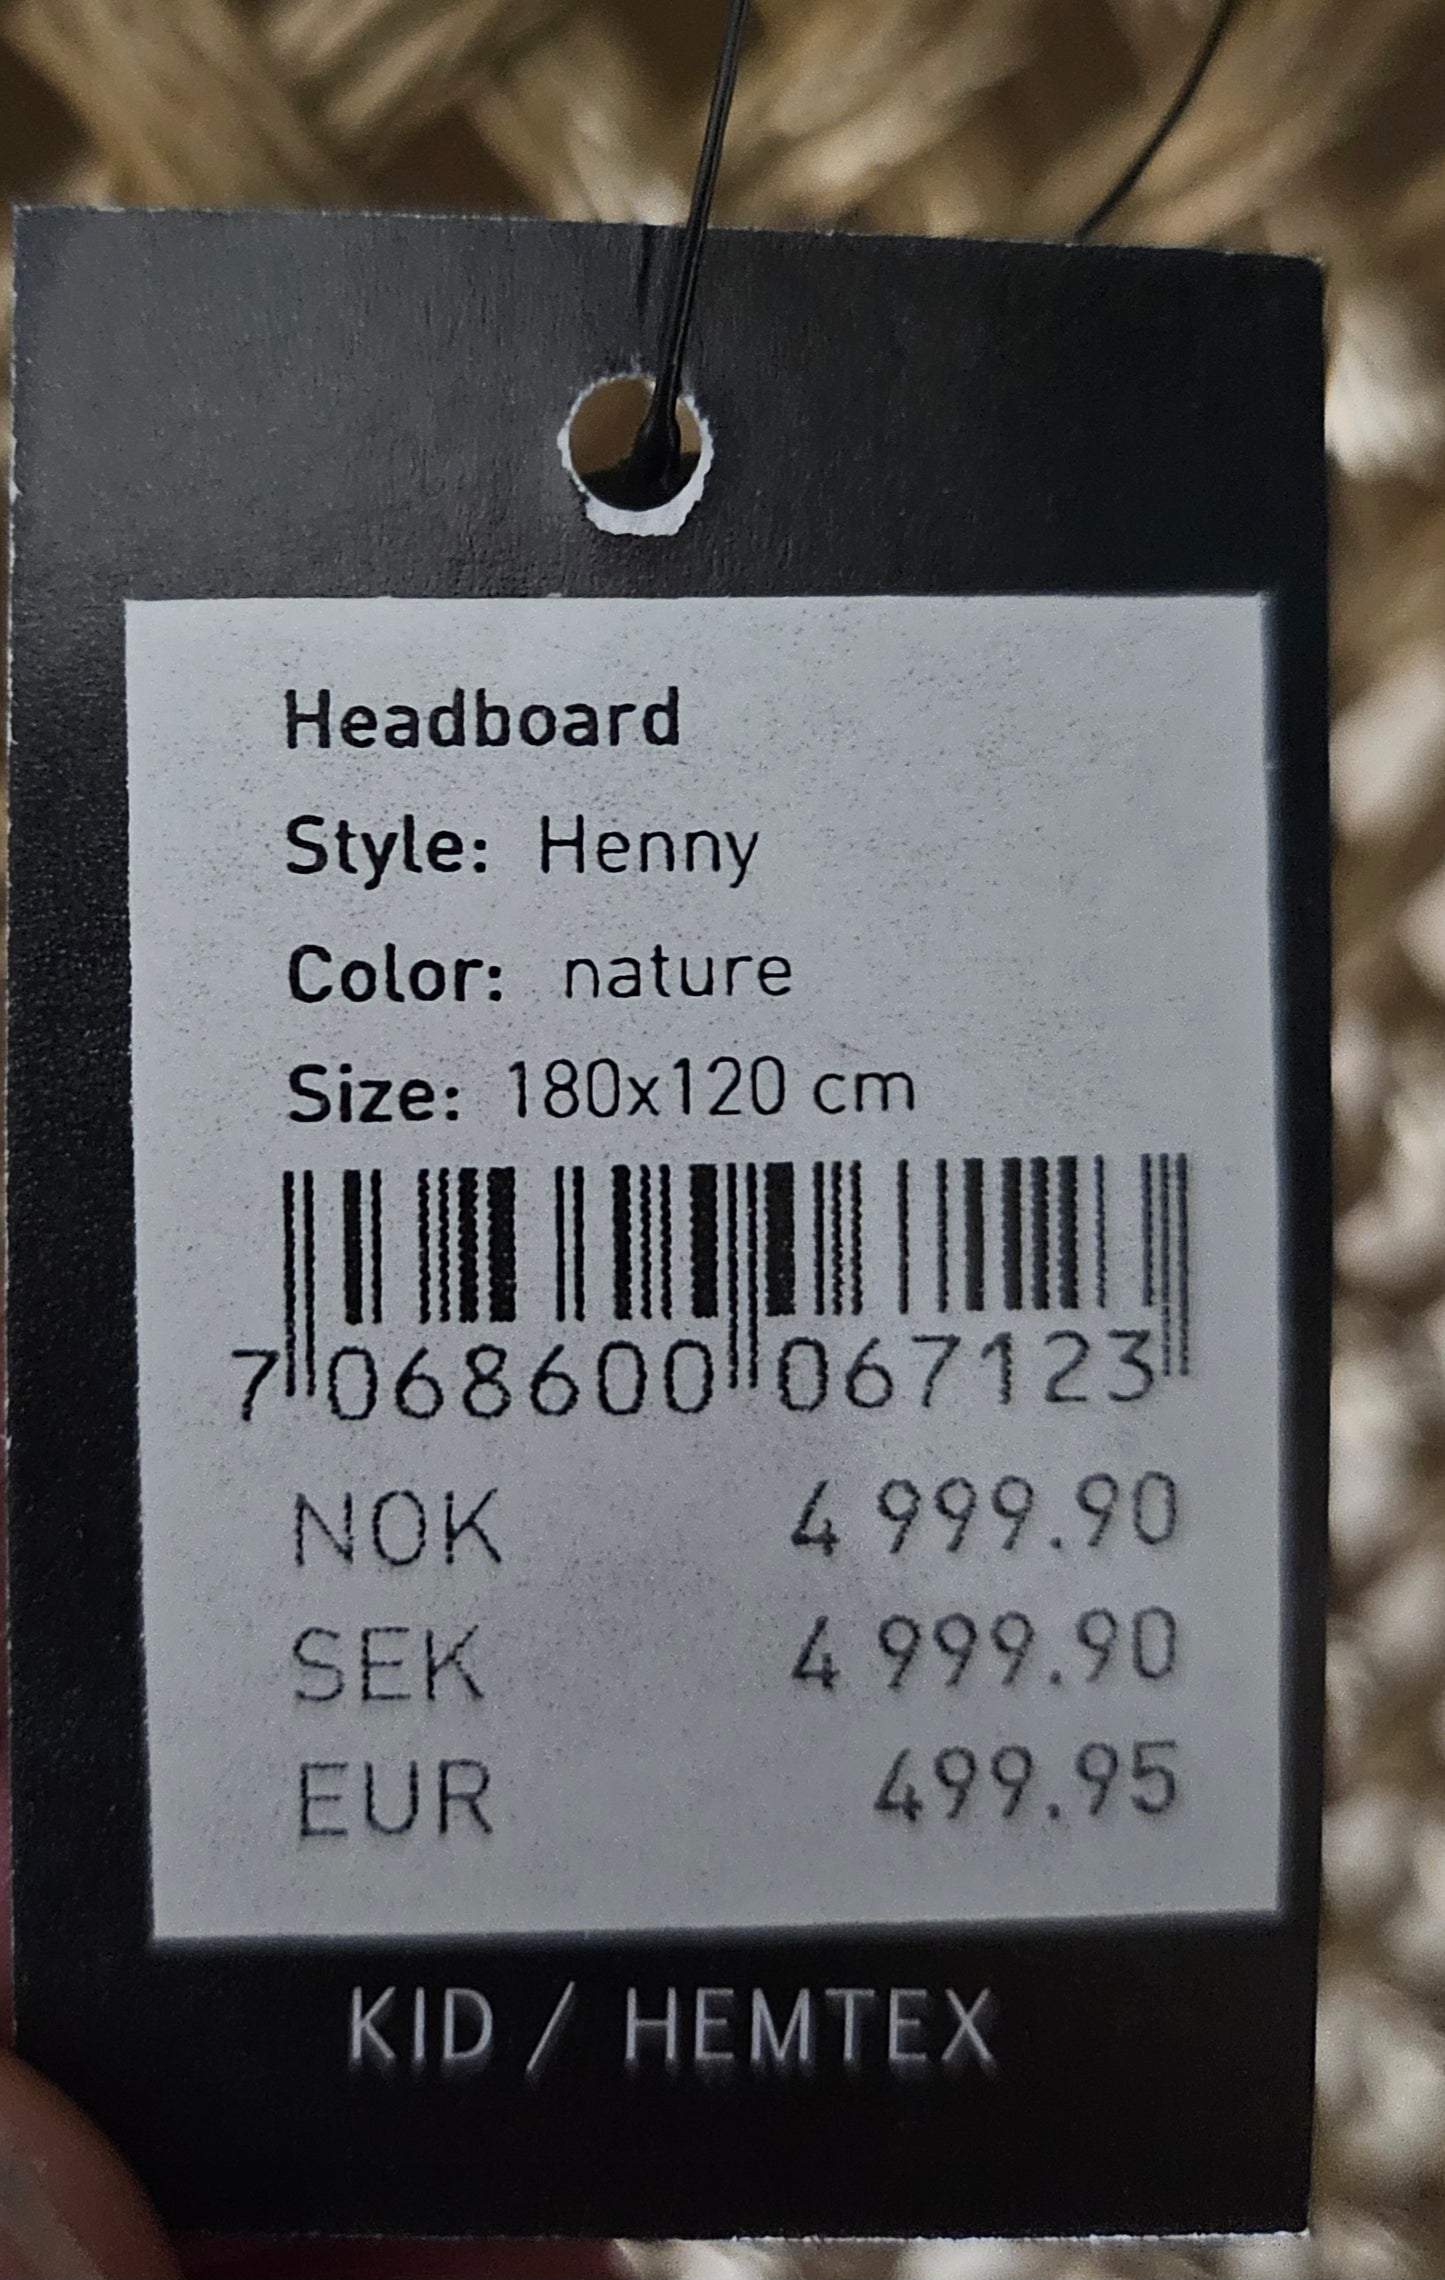 Headboard
Style: Henny
Color: nature
Size: 180x120 cm
7 068600 067123
NOK 4 999.90
SEK 4 999.90
EUR 499.95
KID / HEMTEX